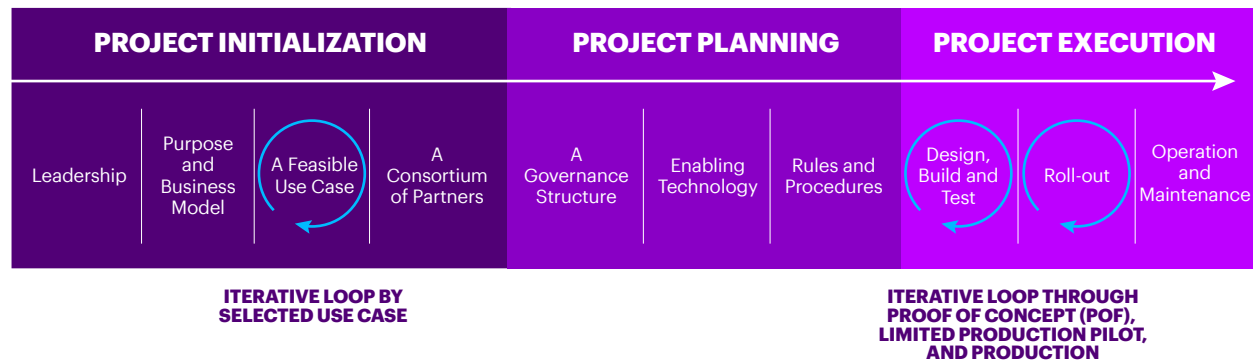 PROJECT INITIALIZATION
PROJECT PLANNING
PROJECT EXECUTION
Leadership
Purpose
and
Business
Model
A Feasible
Use Case
A
Consortium
of Partners
A
Governance
Structure
Enabling
Technology
Rules and
Procedures
Design,
Build and
Test
Roll-out
Operation
and
Maintenance
ITERATIVE LOOP BY
SELECTED USE CASE
ITERATIVE LOOP THROUGH
PROOF OF CONCEPT (POF),
LIMITED PRODUCTION PILOT,
AND PRODUCTION